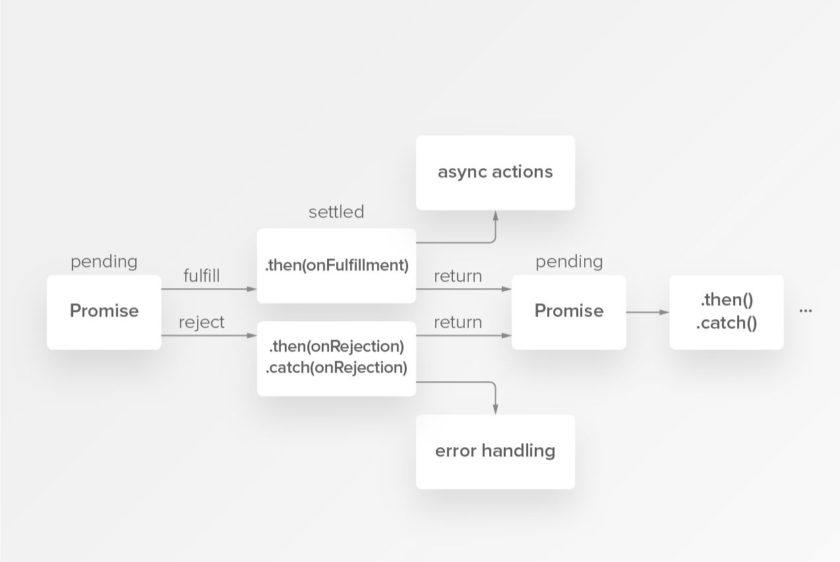 async actions
settled
pending
fulfill
.then(onFulfillment)
return
pending
Promise
reject
.then(onRejection)
.catch(onRejection)
return
Promise
.then()
.catch()
...
error handling